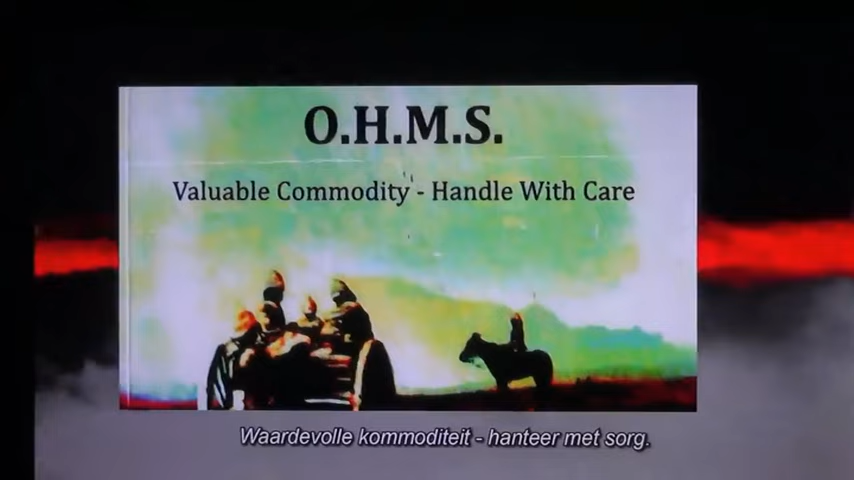 O.H.M.S.
Valuable Commodity - Handle With Care
Waardevolle kommoditeit - hanteer met sorg.